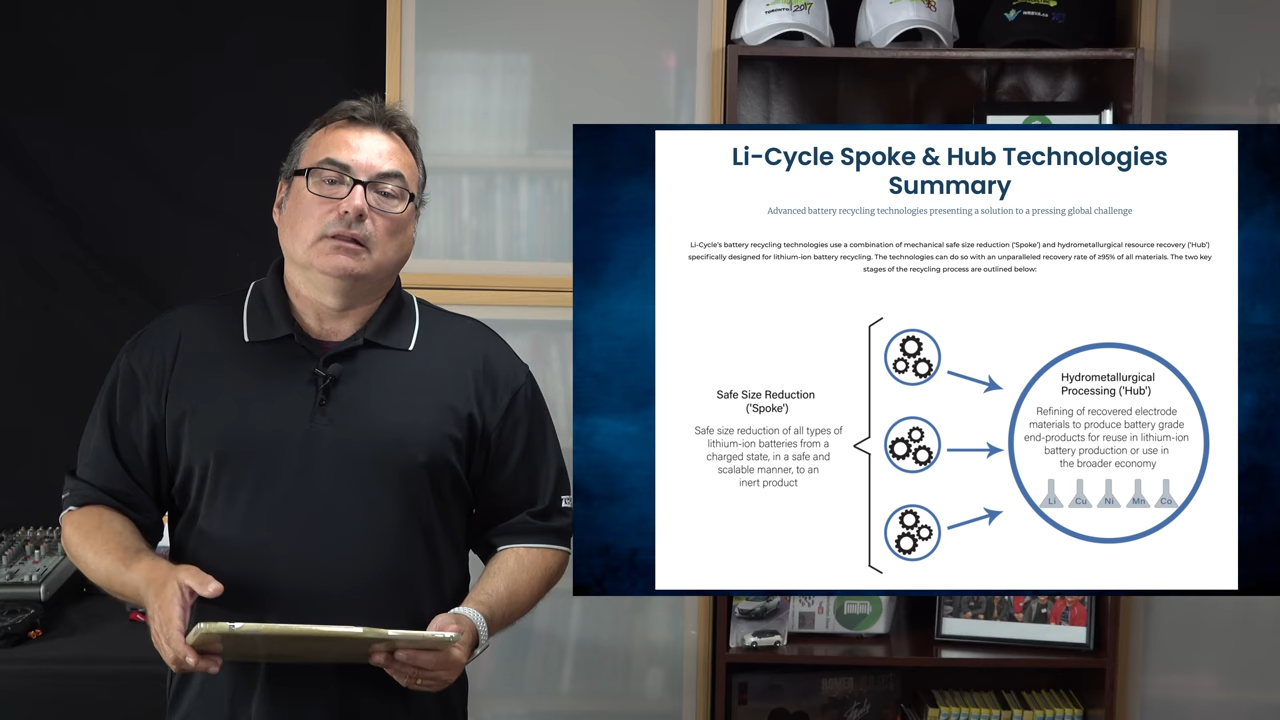 TORONTO 2017
Li-Cycle Spoke & Hub Technologies
Summary
Advanced battery recycling technologies presenting a solution to a pressing global challenge
Li-Cycle's battery recycling technologies use a combination of mechanical safe size reduction ('Spoke') and hydrometallurgical resource recovery ('Hub')
specifically designed for lithium-ion battery recycling. The technologies can do so with an unparalleled recovery rate of ≥95% of all materials. The two key
stages of the recycling process are outlined below:
Safe Size Reduction
('Spoke')
Safe size reduction of all types of
lithium-ion batteries from a
charged state, in a safe and
scalable manner, to an
inert product
Hydrometallurgical
Processing ('Hub')
Refining of recovered electrode
materials to produce battery grade
end-products for reuse in lithium-ion
battery production or use in
the broader economy
Li Cu Ni Mn Co